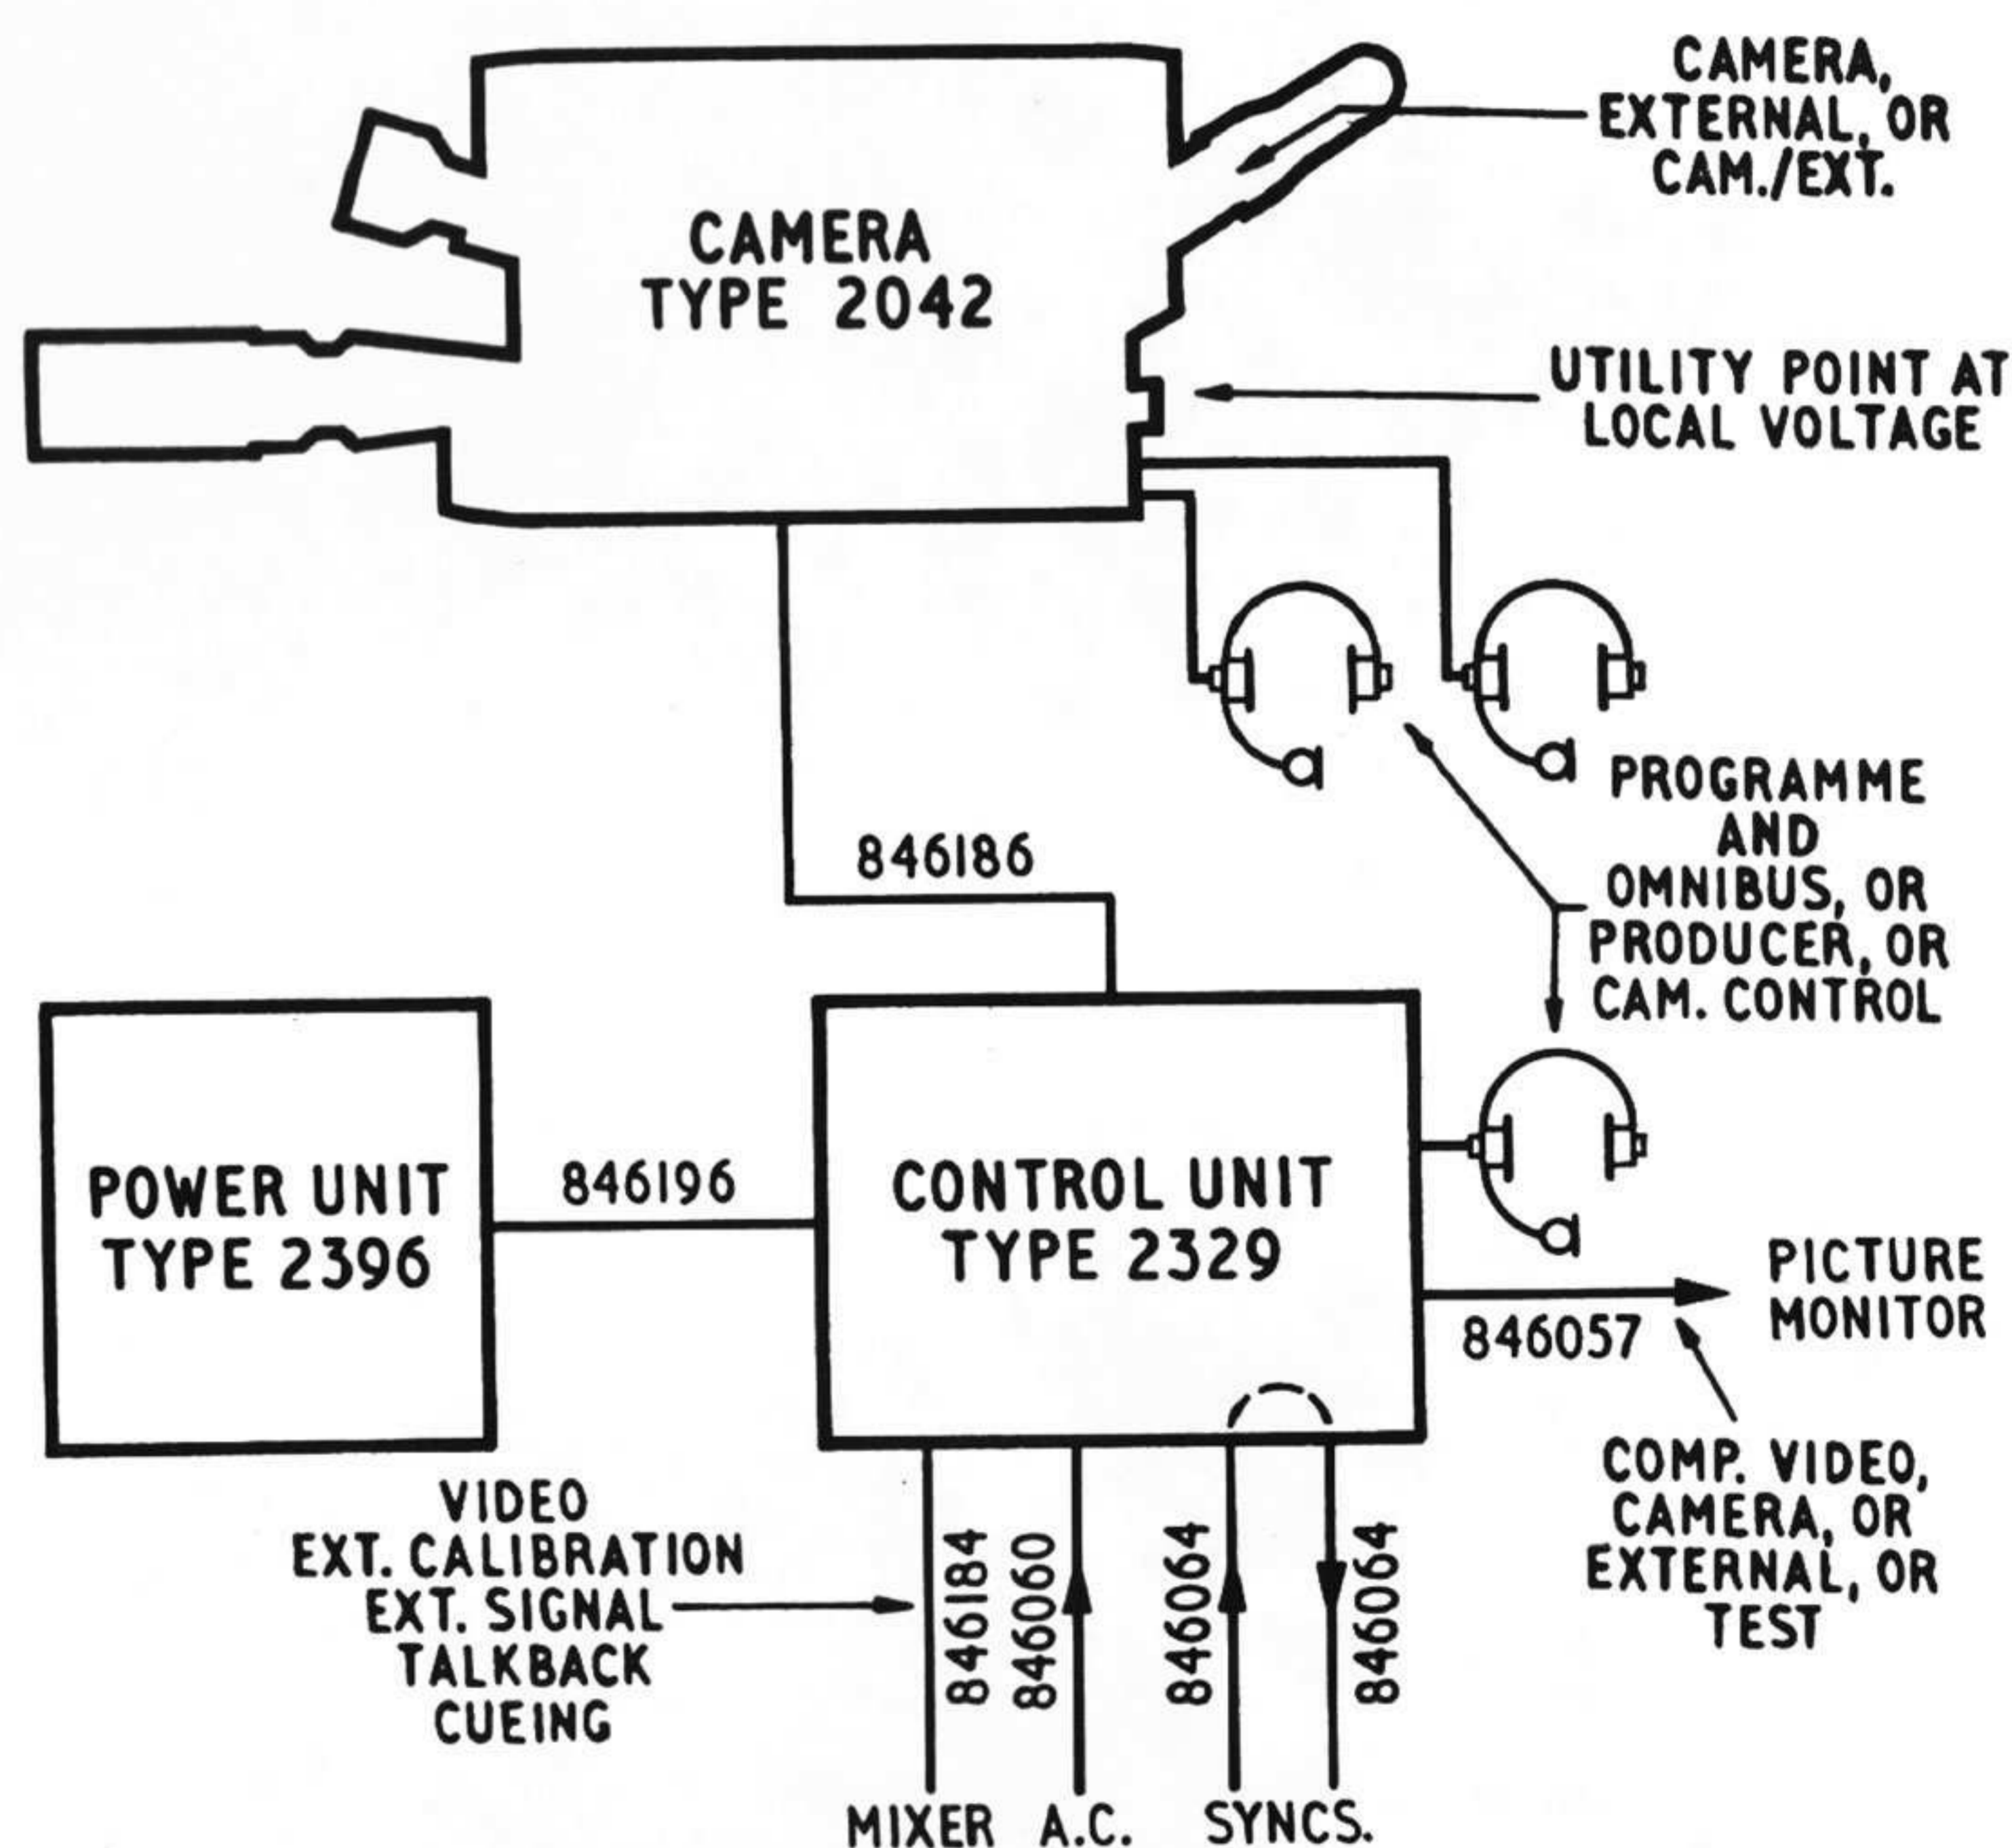 CAMERA,
EXTERNAL, OR
CAM./EXT.
CAMERA
TYPE 2042
UTILITY POINT AT
LOCAL VOLTAGE
PROGRAMME
AND
OMNIBUS, OR
PRODUCER, OR
CAM. CONTROL
846186
POWER UNIT
TYPE 2396
846196
CONTROL UNIT
TYPE 2329
PICTURE
MONITOR
846057
COMP. VIDEO,
CAMERA, OR
EXTERNAL, OR
TEST
VIDEO
EXT. CALIBRATION
EXT. SIGNAL
TALKBACK
CUEING
846184
846060
846064
846064
MIXER
A.C.
SYNCS.